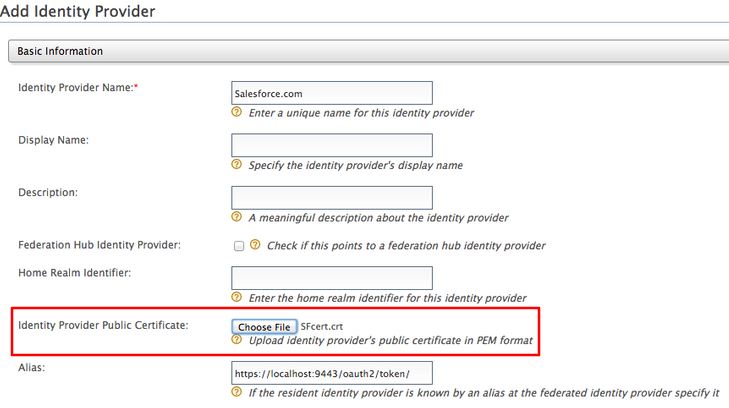 Add Identity Provider
Basic Information
Identity Provider Name:* Salesforce.com
? Enter a unique name for this identity provider
Display Name:
? Specify the identity provider's display name
Description:
? A meaningful description about the identity provider
Federation Hub Identity Provider: ? Check if this points to a federation hub identity provider
Home Realm Identifier:
? Enter the home realm identifier for this identity provider
Identity Provider Public Certificate: Choose File SFcert.crt
? Upload identity provider's public certificate in PEM format
Alias: https://localhost:9443/oauth2/token/
? If the resident identity provider is known by an alias at the federated identity provider specify it